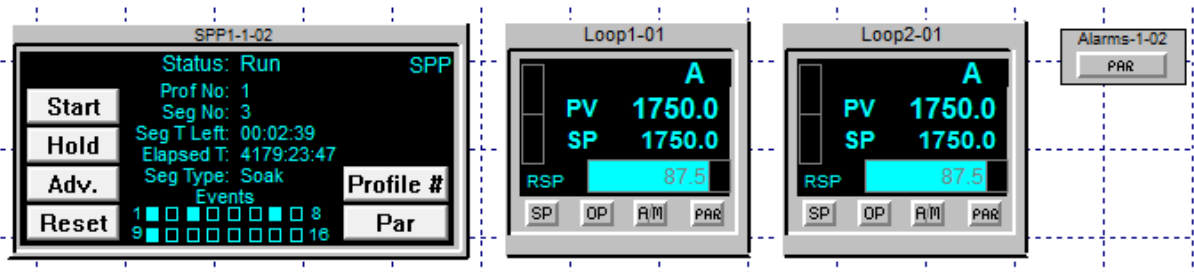 SPP1-1-02
Status: Run SPP
Prof No: 1
Start
Seg No: 3
Seg T Left: 00:02:39
Hold
Elapsed T: 4179:23:47
Seg Type: Soak
Adv.
Profile #
Events
1 8
Reset
Par
9 16
Loop1-01
A
PV 1750.0
SP 1750.0
RSP 87.5
SP OP A/M PAR
Loop2-01
A
PV 1750.0
SP 1750.0
RSP 87.5
SP OP A/M PAR
Alarms-1-02
PAR